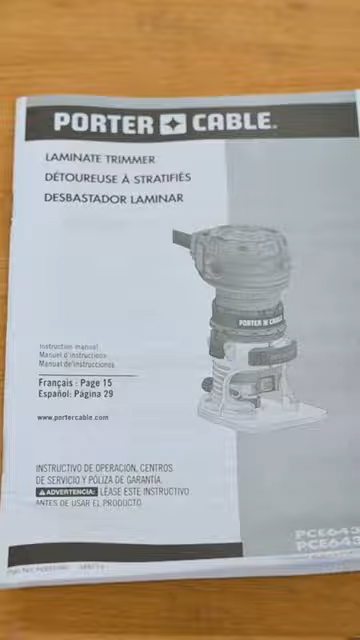 PORTER CABLE
LAMINATE TRIMMER
DÉTOUREUSE À STRATIFIÉS
DESBASTADOR LAMINAR
PORTER CABLE
Instruction manual
Manuel d'instructions
Manual de instrucciones
Français : Page 15
Español: Página 29
www.portercable.com
INSTRUCTIVO DE OPERACIÓN, CENTROS
DE SERVICIO Y PÓLIZA DE GARANTÍA.
ADVERTENCIA: LÉASE ESTE INSTRUCTIVO
ANTES DE USAR EL PRODUCTO.